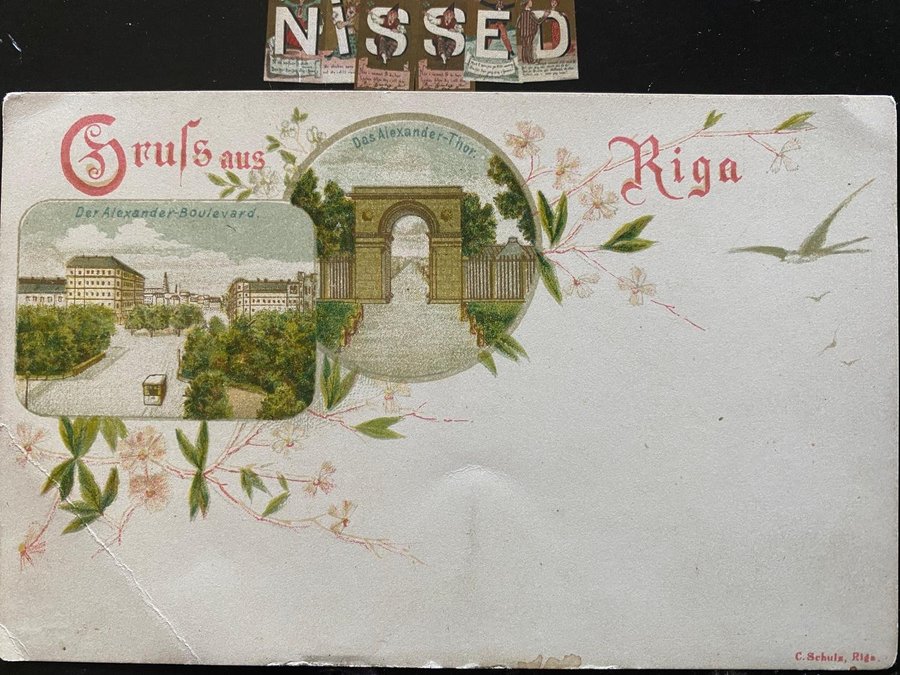 NISSED
Gruſs aus Riga
Das Alexander-Thor.
Der Alexander-Boulevard.
C. Schulz, Riga.